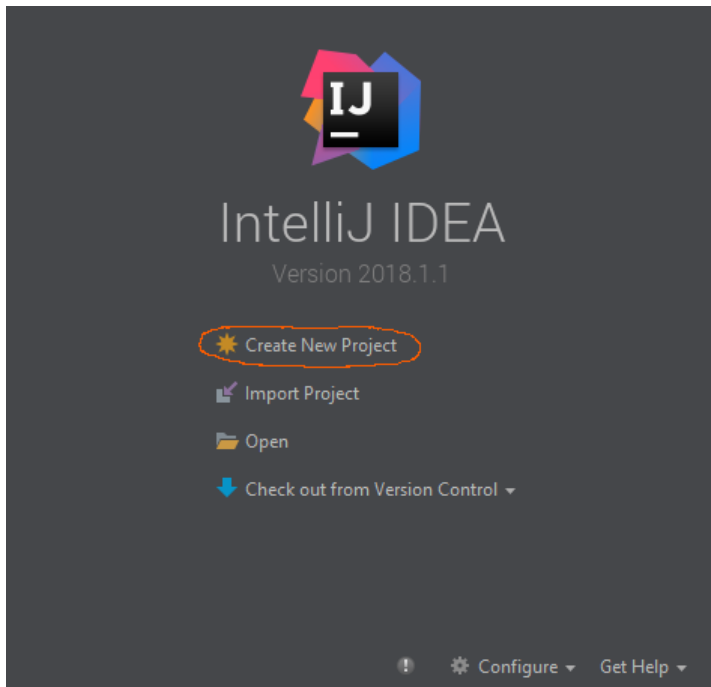 IJ
IntelliJ IDEA
Version 2018.1.1
Create New Project
Import Project
Open
Check out from Version Control
Configure Get Help